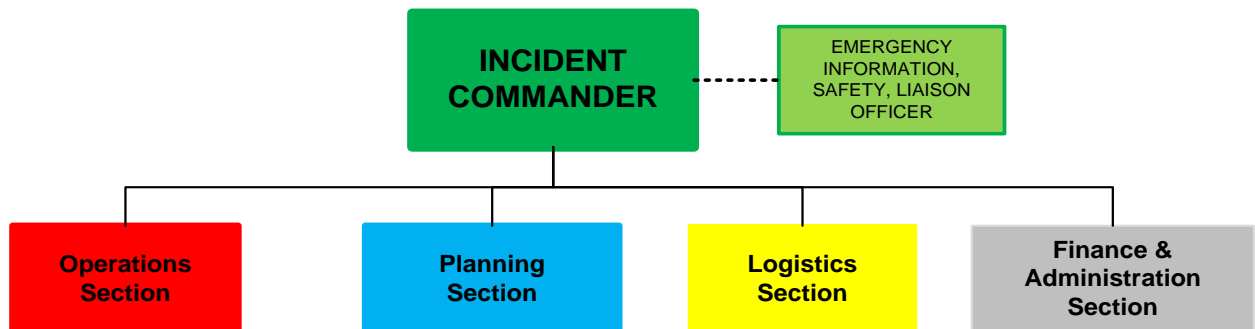 INCIDENT
COMMANDER
EMERGENCY
INFORMATION,
SAFETY, LIAISON
OFFICER
Operations
Section
Planning
Section
Logistics
Section
Finance &
Administration
Section